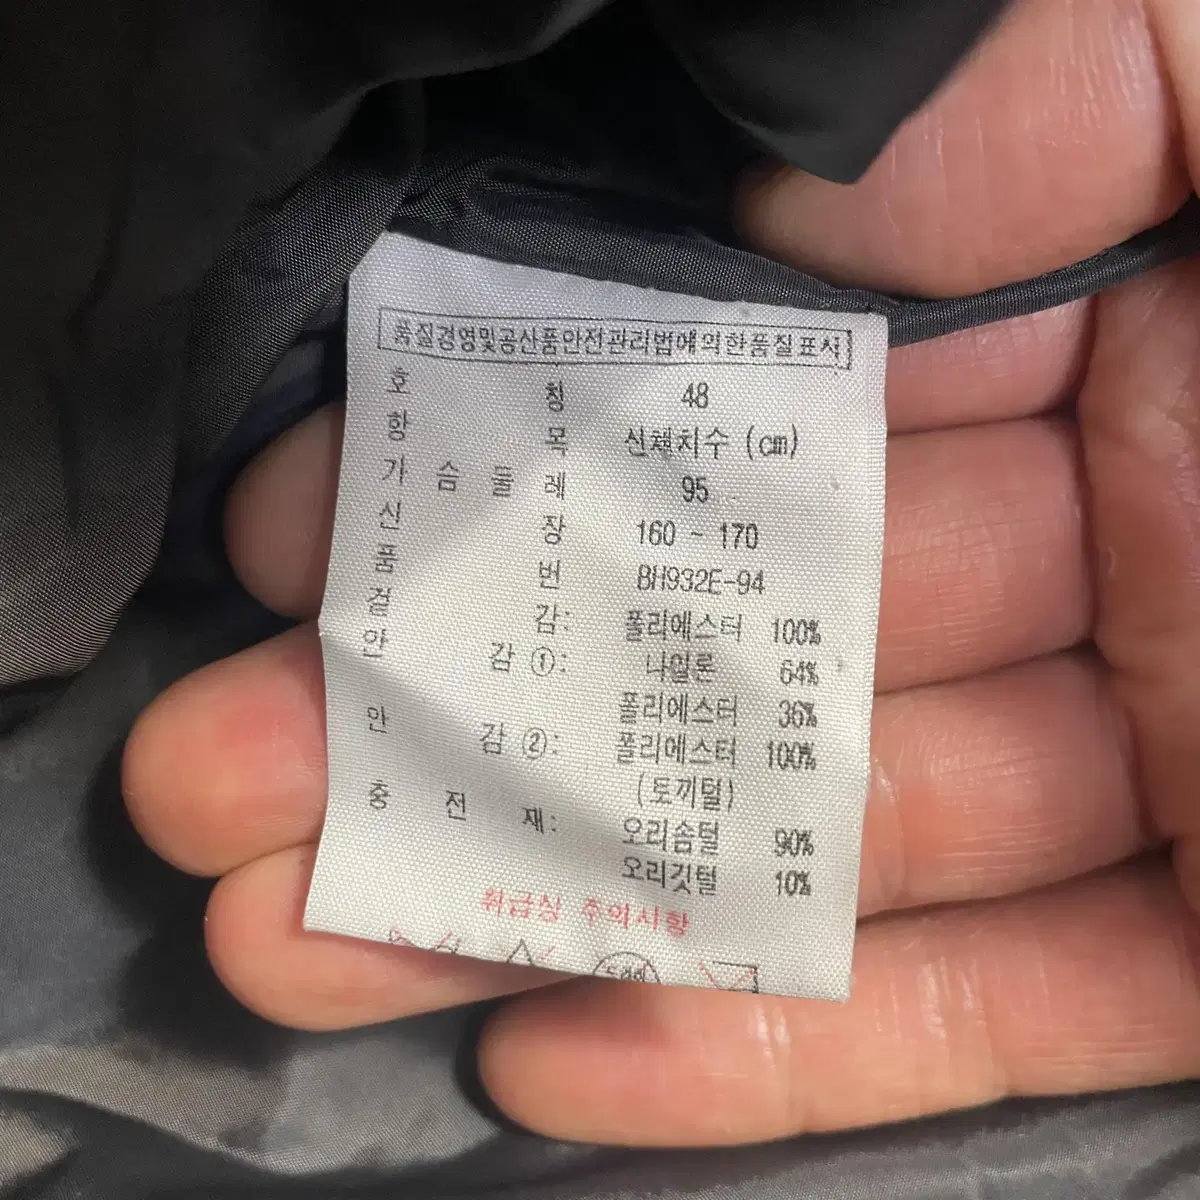 품질경영및공산품안전관리법에의한품질표시
호 칭 48
항 목 신체치수 (cm)
가 슴 둘 레 95
신 장 160 ~ 170
품 번 BH932E-94
겉 감: 폴리에스터 100%
안 감 ①: 나일론 64%
폴리에스터 36%
안 감 ②: 폴리에스터 100%
(토끼털)
충 전 재: 오리솜털 90%
오리깃털 10%
취급상 주의사항